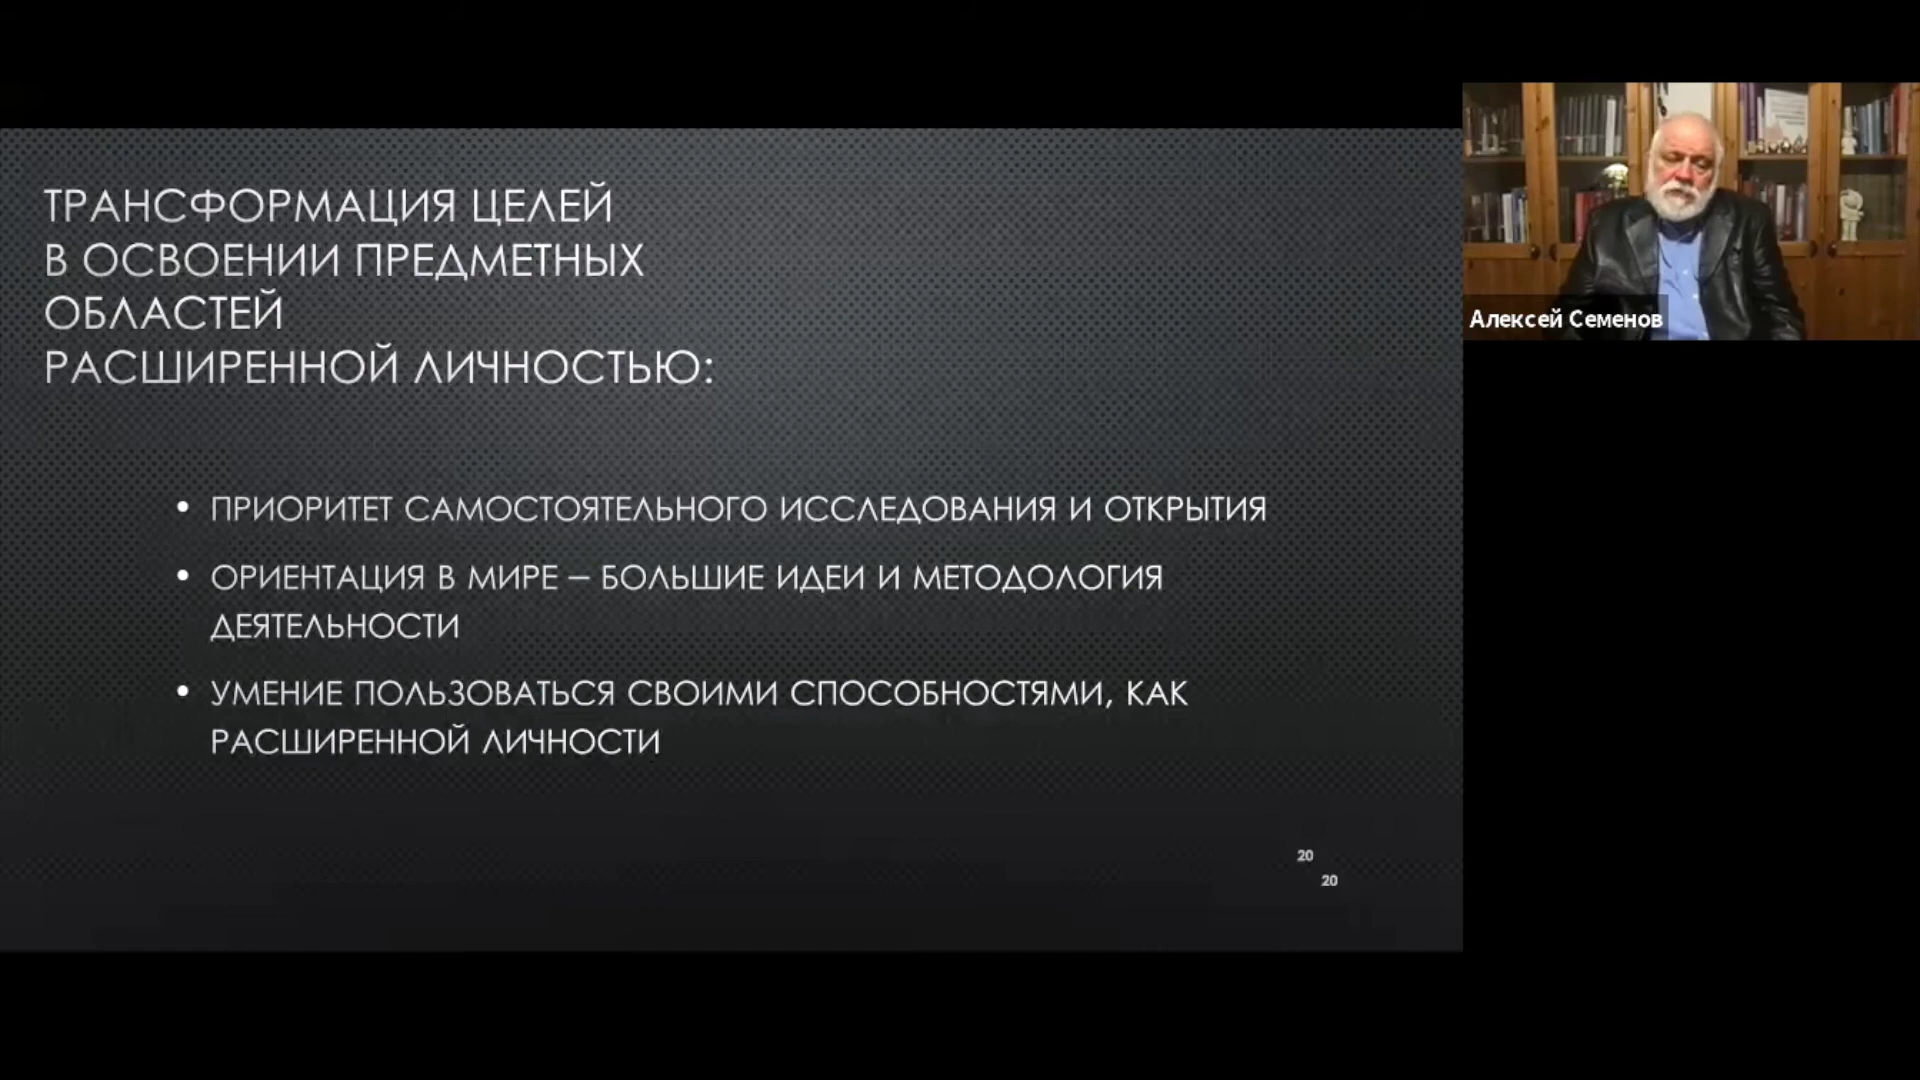 ТРАНСФОРМАЦИЯ ЦЕЛЕЙ
В ОСВОЕНИИ ПРЕДМЕТНЫХ
ОБЛАСТЕЙ
РАСШИРЕННОЙ ЛИЧНОСТЬЮ:
• ПРИОРИТЕТ САМОСТОЯТЕЛЬНОГО ИССЛЕДОВАНИЯ И ОТКРЫТИЯ
• ОРИЕНТАЦИЯ В МИРЕ – БОЛЬШИЕ ИДЕИ И МЕТОДОЛОГИЯ
ДЕЯТЕЛЬНОСТИ
• УМЕНИЕ ПОЛЬЗОВАТЬСЯ СВОИМИ СПОСОБНОСТЯМИ, КАК
РАСШИРЕННОЙ ЛИЧНОСТИ
20
20
Алексей Семенов